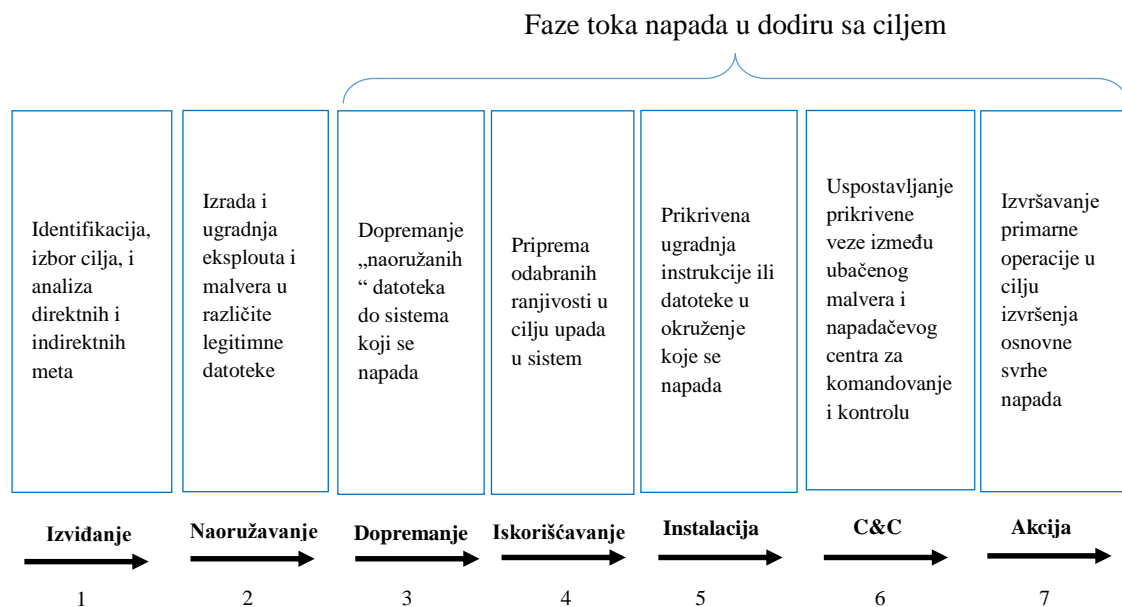 Faze toka napada u dodiru sa ciljem
Identifikacija,
izbor cilja, i
analiza
direktnih i
indirektnih
meta
Izrada i
ugradnja
eksplouta i
malvera u
različite
legitimne
datoteke
Dopremanje
„naoružanih
“ datoteka
do sistema
koji se
napada
Priprema
odabranih
ranjivosti u
cilju upada
u sistem
Prikrivena
ugradnja
instrukcije ili
datoteke u
okruženje
koje se
napada
Uspostavljanje
prikrivene
veze između
ubačenog
malvera i
napadačevog
centra za
komandovanje
i kontrolu
Izvršavanje
primarne
operacije u
cilju
izvršenja
osnovne
svrhe
napada
Izviđanje
Naoružavanje
Dopremanje
Iskorišćavanje
Instalacija
C&C
Akcija
1
2
3
4
5
6
7